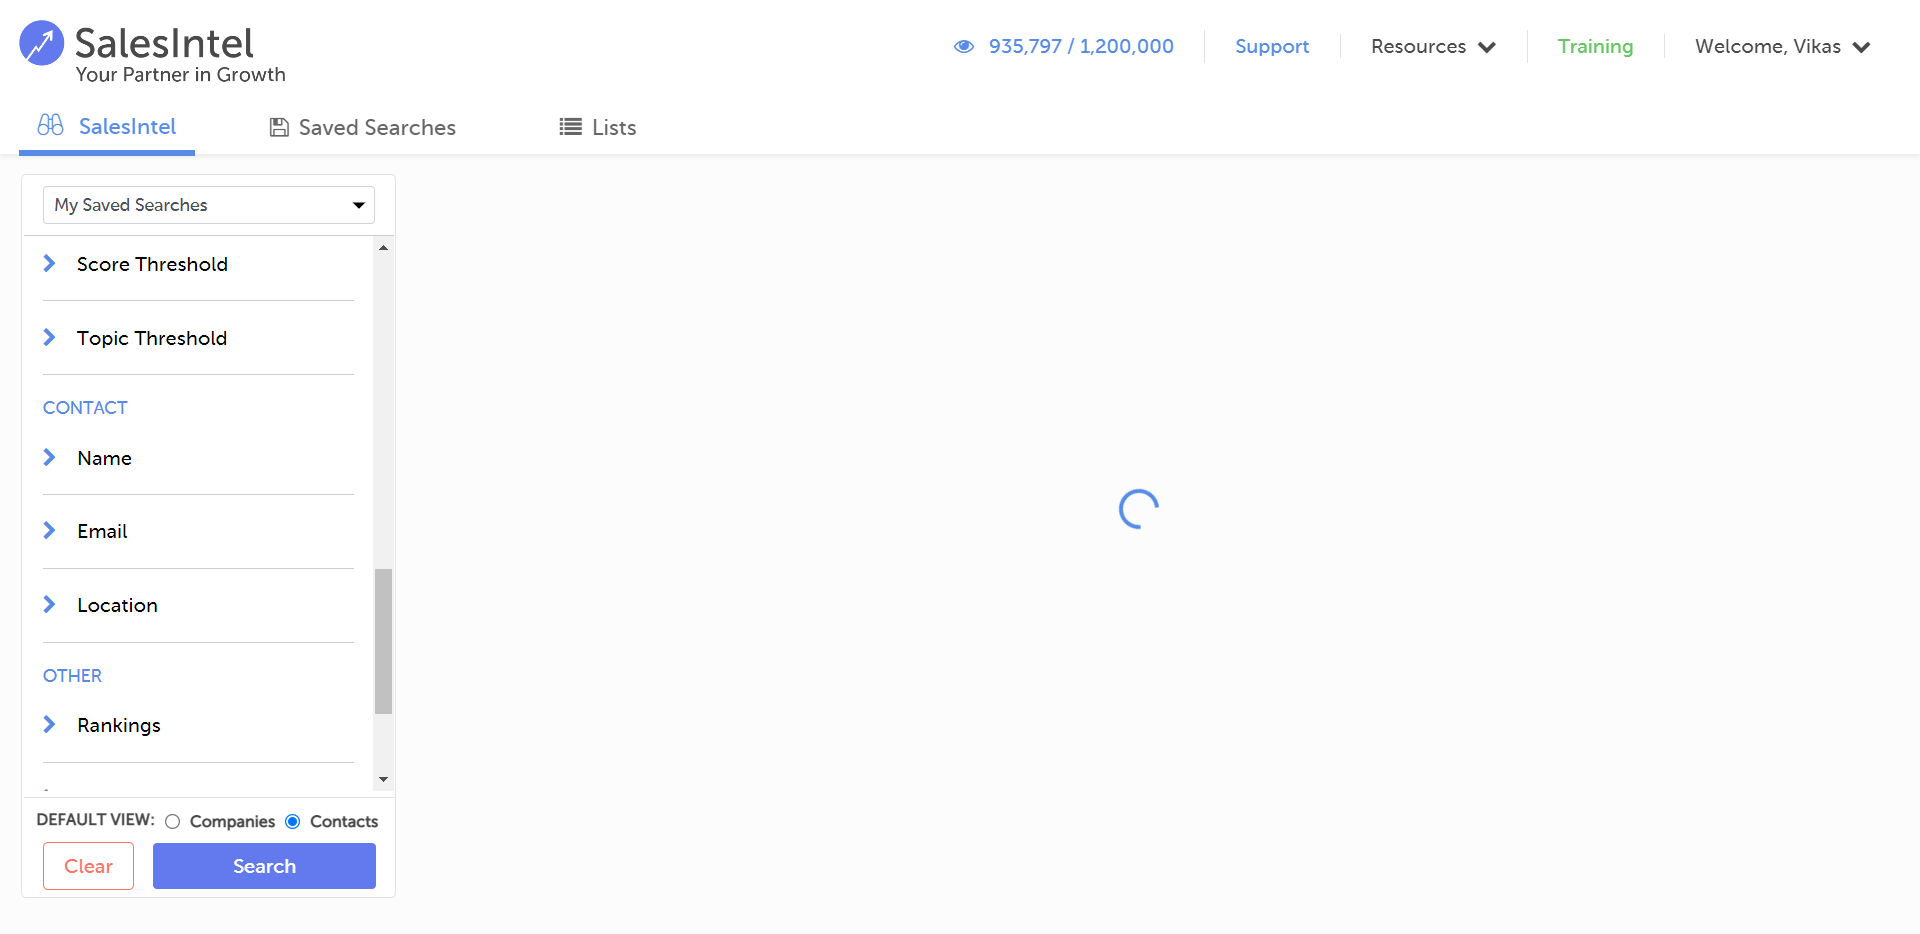 SalesIntel
Your Partner in Growth
935,797 / 1,200,000
Support
Resources
Training
Welcome, Vikas
SalesIntel
Saved Searches
Lists
My Saved Searches
Score Threshold
Topic Threshold
CONTACT
Name
Email
Location
OTHER
Rankings
DEFAULT VIEW: Companies Contacts
Clear
Search